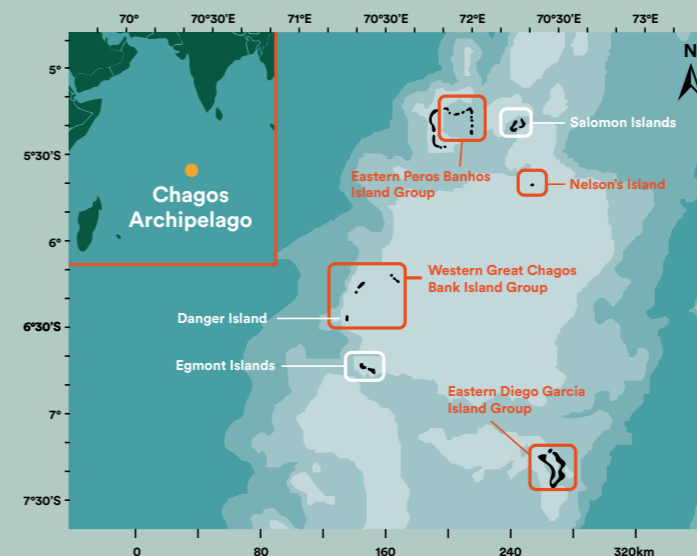 70° 70°30'E 71°E 70°30'E 72°E 70°30'E 73°E
N
5°
Salomon Islands
5°30'S
Eastern Peros Banhos
Island Group
Nelson's Island
Chagos
Archipelago
6°
Western Great Chagos
Bank Island Group
Danger Island
6°30'S
Egmont Islands
Eastern Diego Garcia
Island Group
7°
7°30'S
0 80 160 240 320km